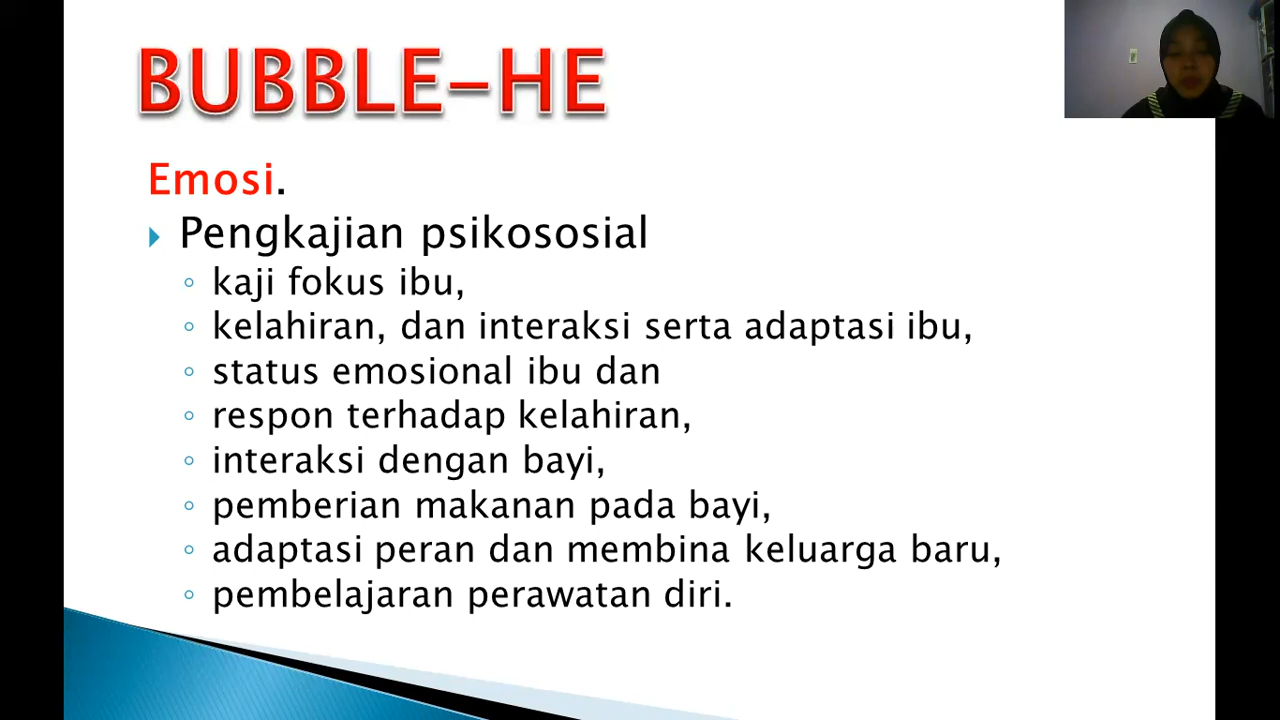 BUBBLE-HE
Emosi.
Pengkajian psikososial
kaji fokus ibu,
kelahiran, dan interaksi serta adaptasi ibu,
status emosional ibu dan
respon terhadap kelahiran,
interaksi dengan bayi,
pemberian makanan pada bayi,
adaptasi peran dan membina keluarga baru,
pembelajaran perawatan diri.